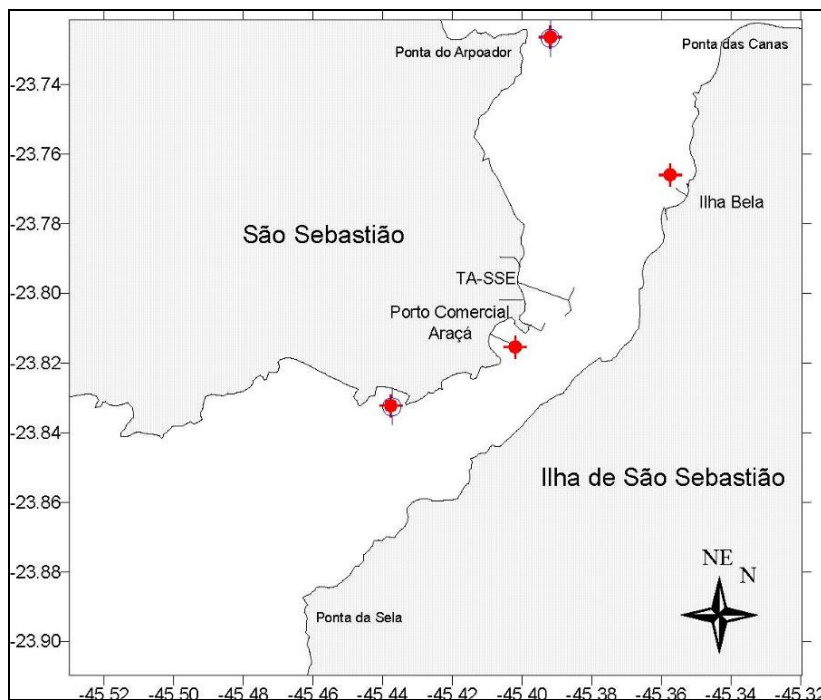 Ponta do Arpoador
Ponta das Canas
-23.74
-23.76
Ilha Bela
-23.78
São Sebastião
TA-SSE
-23.80
Porto Comercial
Araçá
-23.82
-23.84
Ilha de São Sebastião
-23.86
-23.88
NE
N
Ponta da Sela
-23.90
-45.52 -45.50 -45.48 -45.46 -45.44 -45.42 -45.40 -45.38 -45.36 -45.34 -45.32